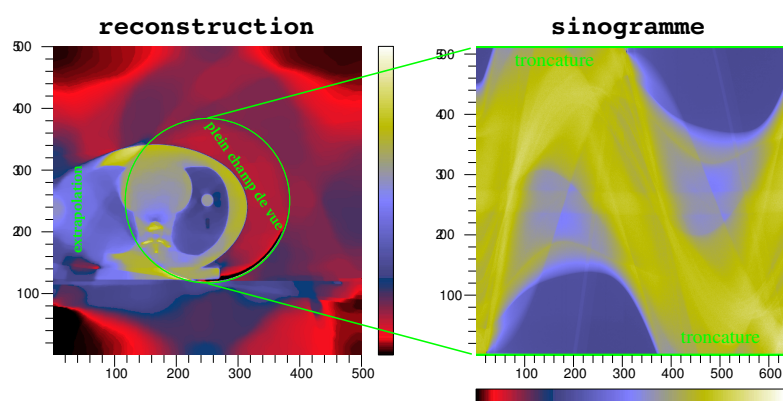 reconstruction
sinogramme
500
400
300
200
100
100 200 300 400 500
extrapolation
plein champ de vue
500
400
300
200
100
100 200 300 400 500 600
troncature
troncature